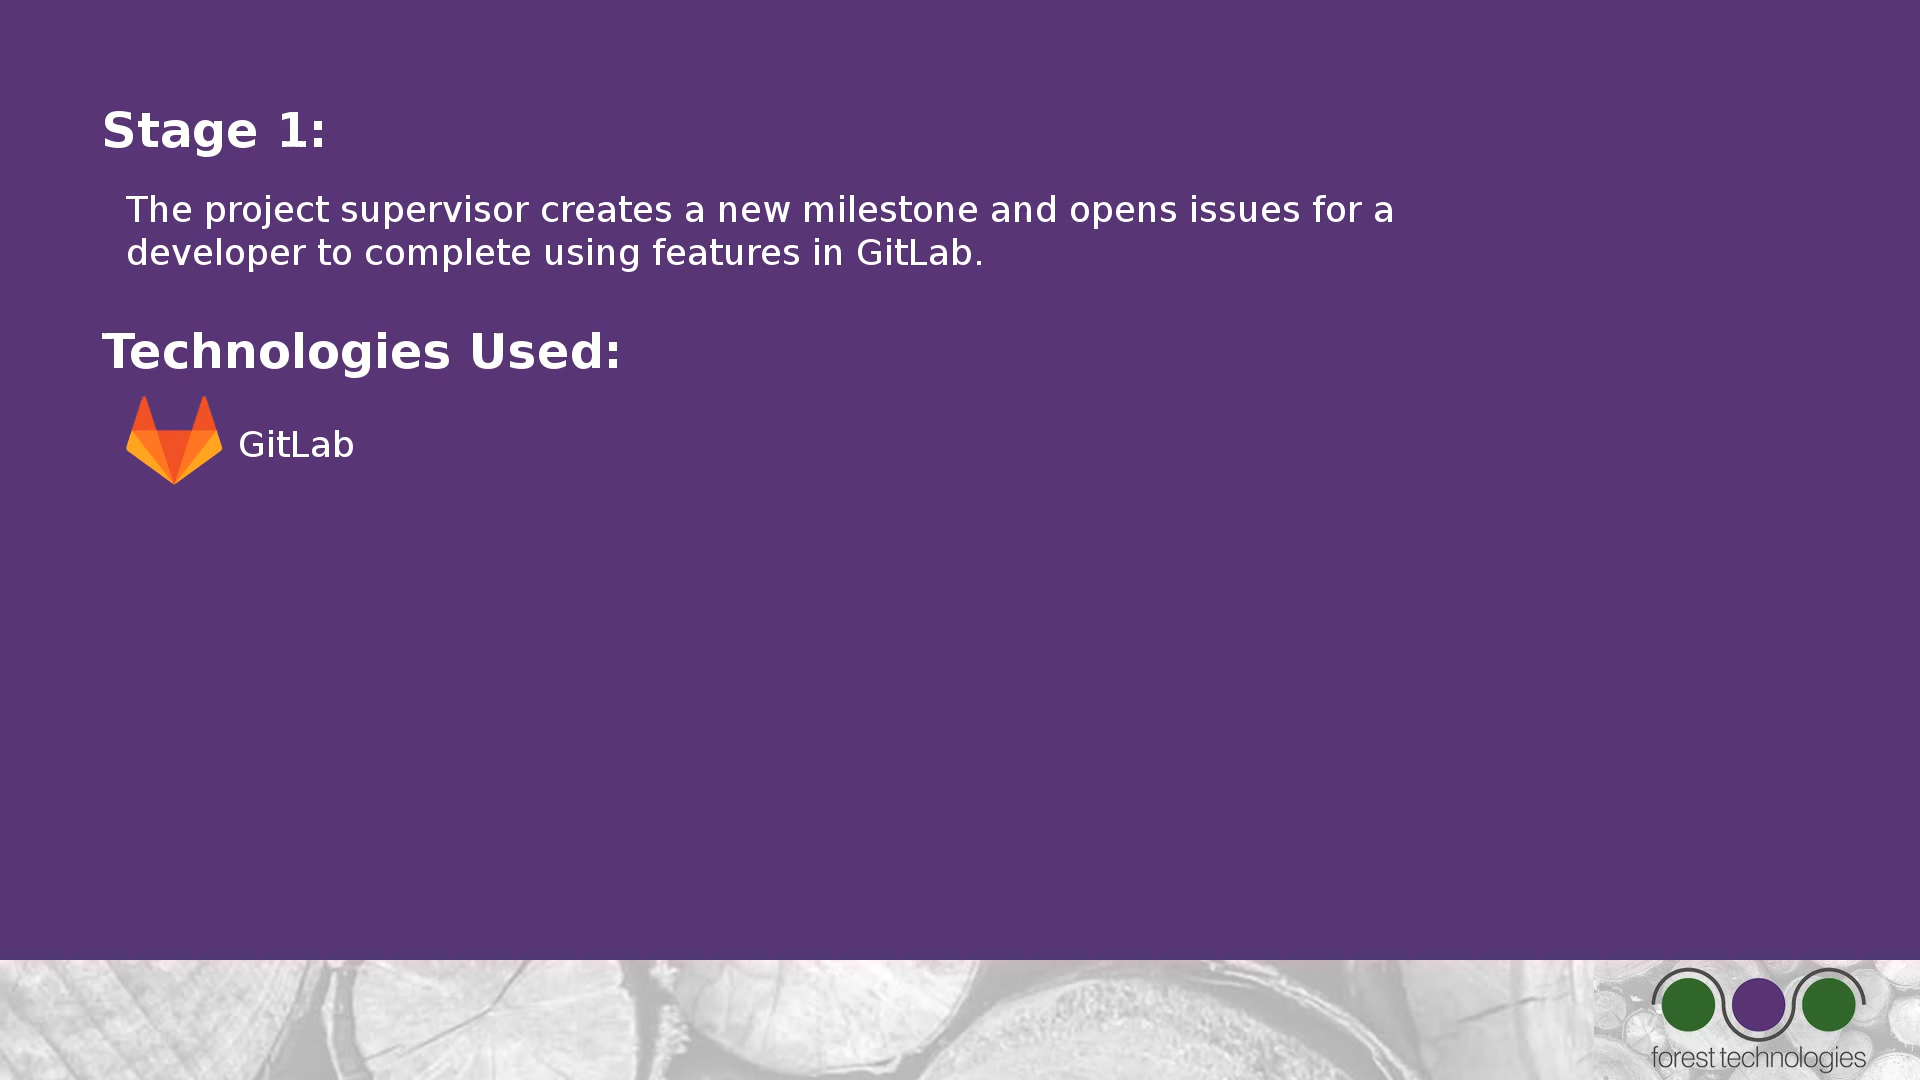 Stage 1:
The project supervisor creates a new milestone and opens issues for a
developer to complete using features in GitLab.
Technologies Used:
GitLab
forest technologies